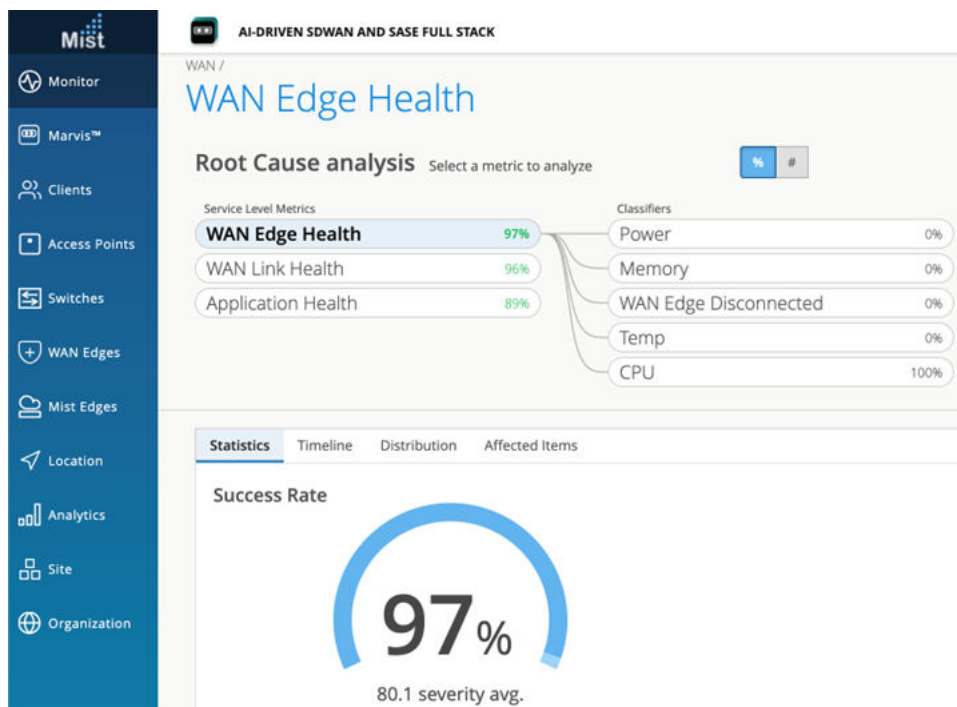 Mist
AI-DRIVEN SDWAN AND SASE FULL STACK
Monitor
Marvis™
Clients
Access Points
Switches
WAN Edges
Mist Edges
Location
Analytics
Site
Organization
WAN /
WAN Edge Health
Root Cause analysis Select a metric to analyze % #
Service Level Metrics
WAN Edge Health 97%
WAN Link Health 96%
Application Health 89%
Classifiers
Power 0%
Memory 0%
WAN Edge Disconnected 0%
Temp 0%
CPU 100%
Statistics Timeline Distribution Affected Items
Success Rate
97%
80.1 severity avg.